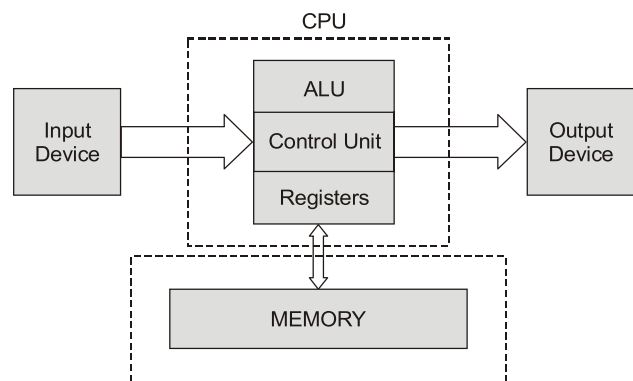 CPU
Input
Device
ALU
Control Unit
Registers
Output
Device
MEMORY